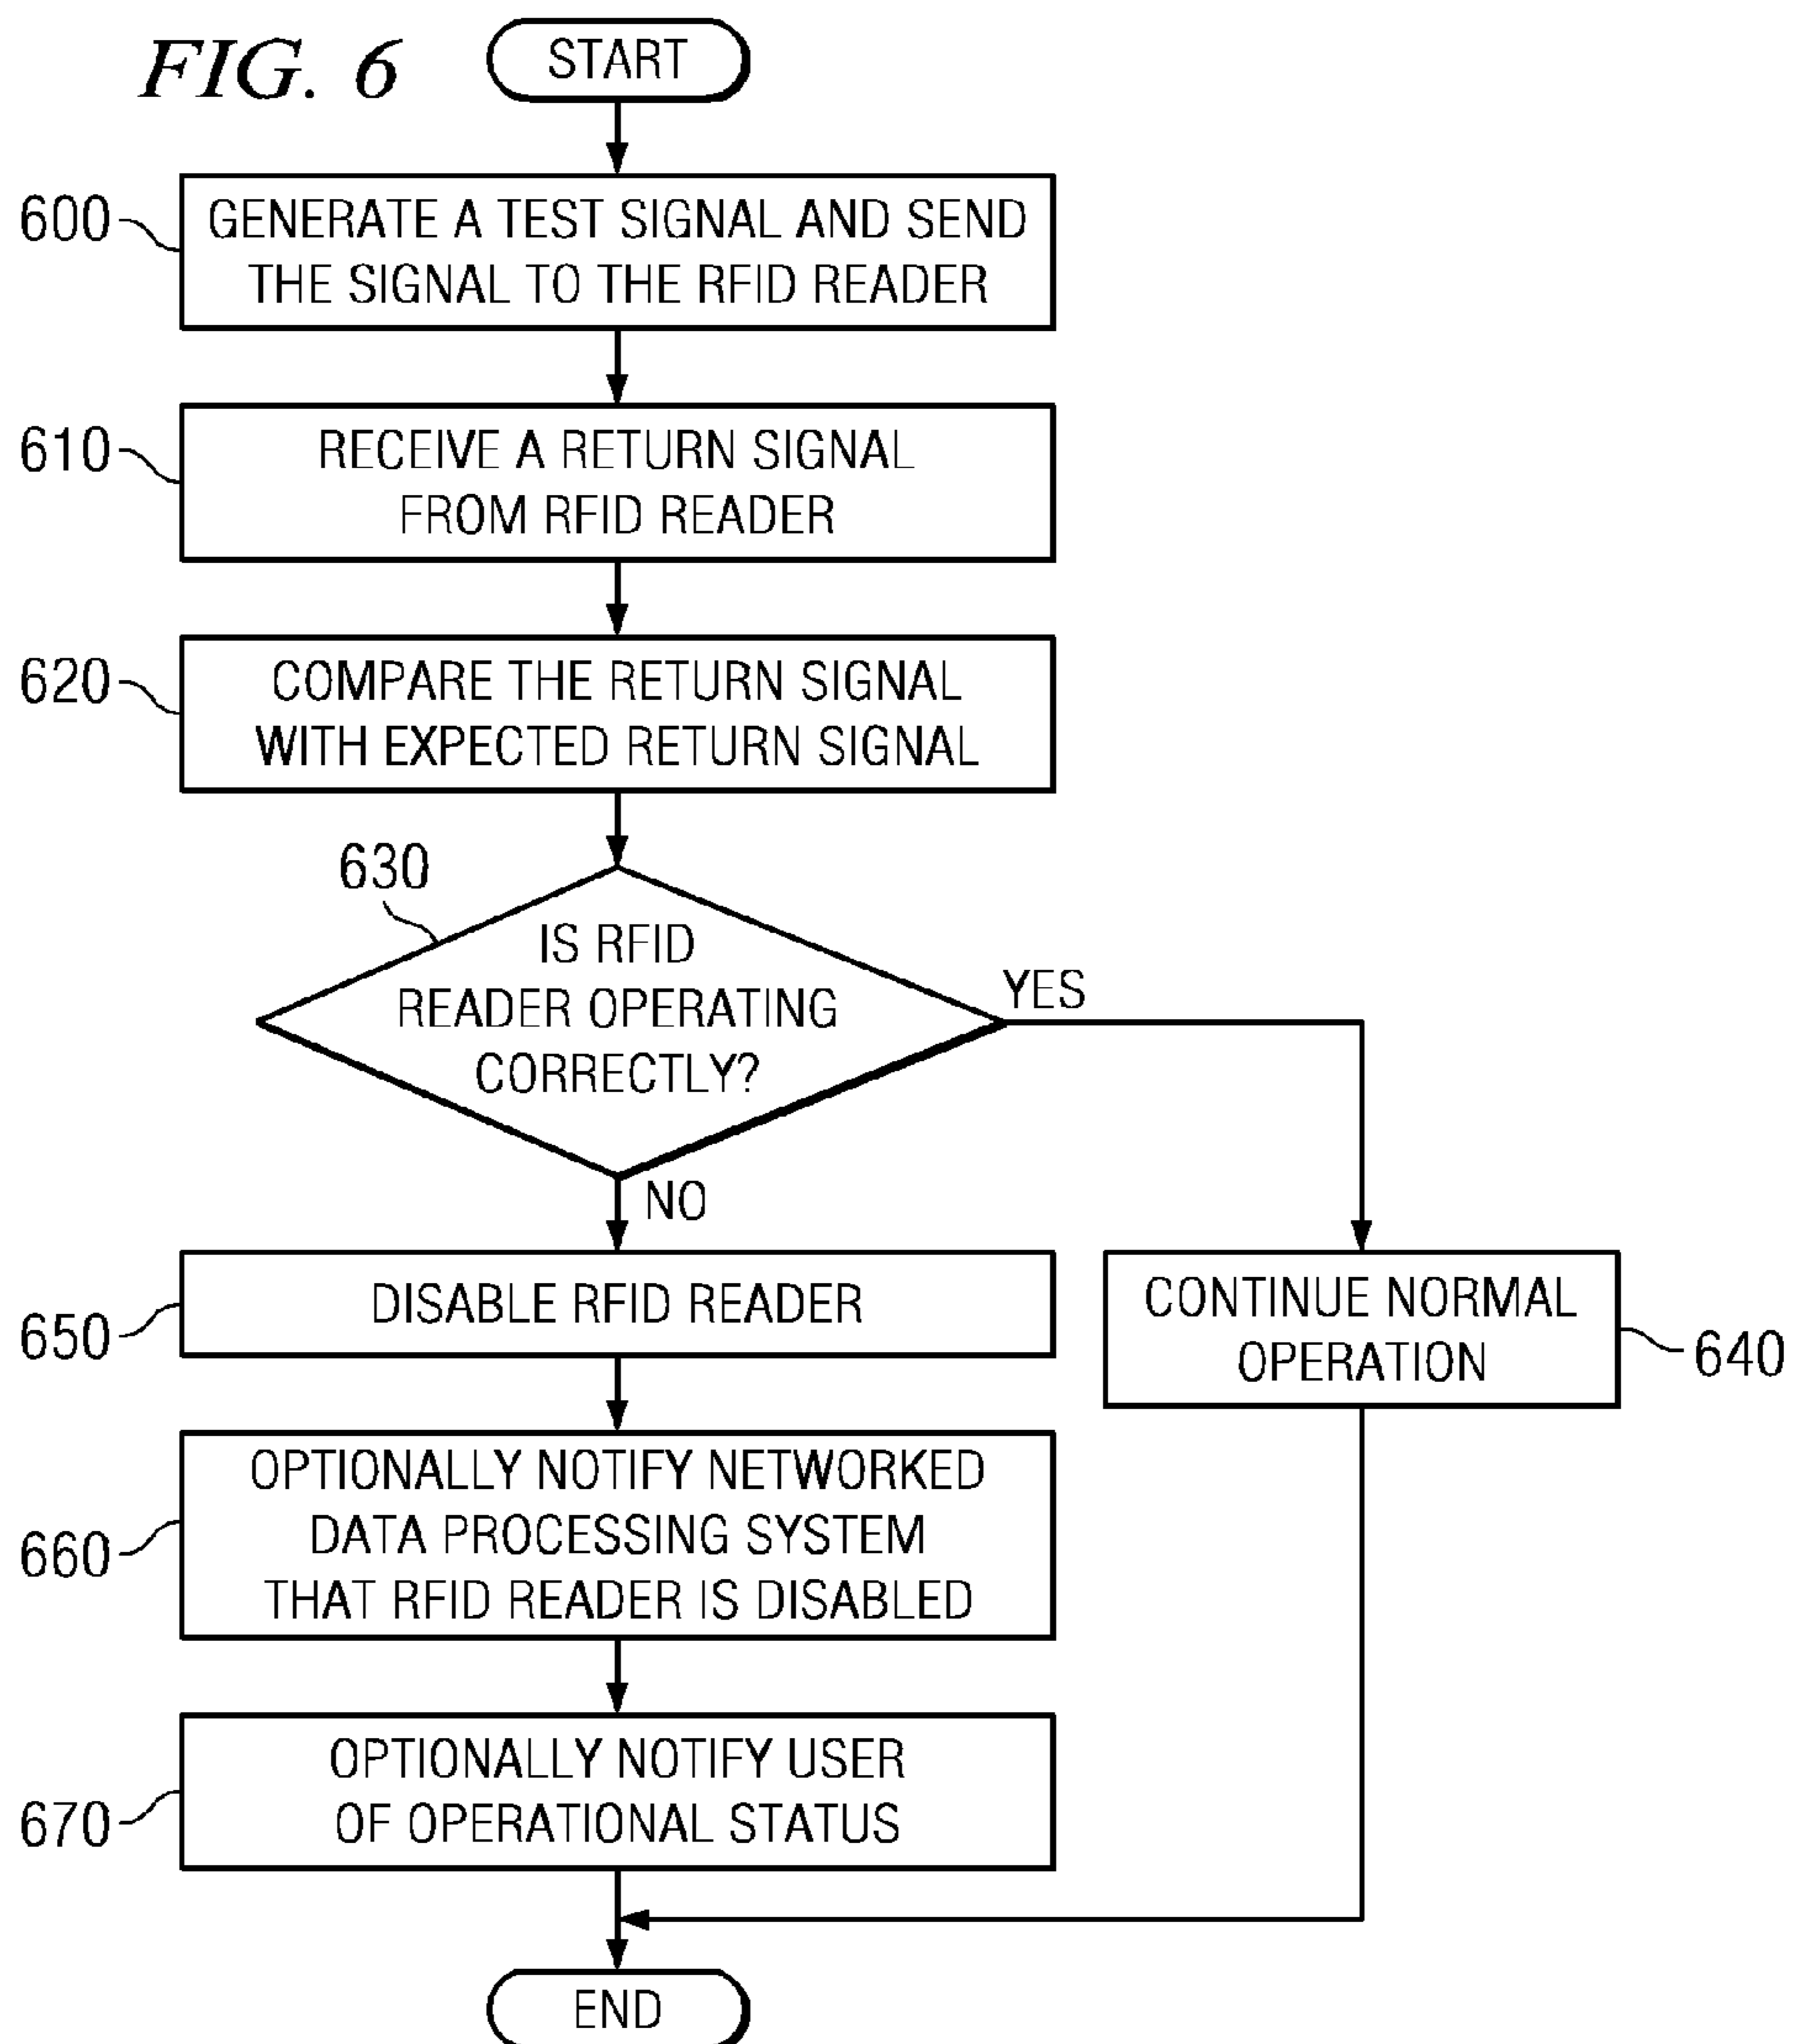 FIG. 6
START
600
GENERATE A TEST SIGNAL AND SEND
THE SIGNAL TO THE RFID READER
610
RECEIVE A RETURN SIGNAL
FROM RFID READER
620
COMPARE THE RETURN SIGNAL
WITH EXPECTED RETURN SIGNAL
630
IS RFID
READER OPERATING
CORRECTLY?
YES
NO
650
DISABLE RFID READER
CONTINUE NORMAL
OPERATION
640
660
OPTIONALLY NOTIFY NETWORKED
DATA PROCESSING SYSTEM
THAT RFID READER IS DISABLED
670
OPTIONALLY NOTIFY USER
OF OPERATIONAL STATUS
END